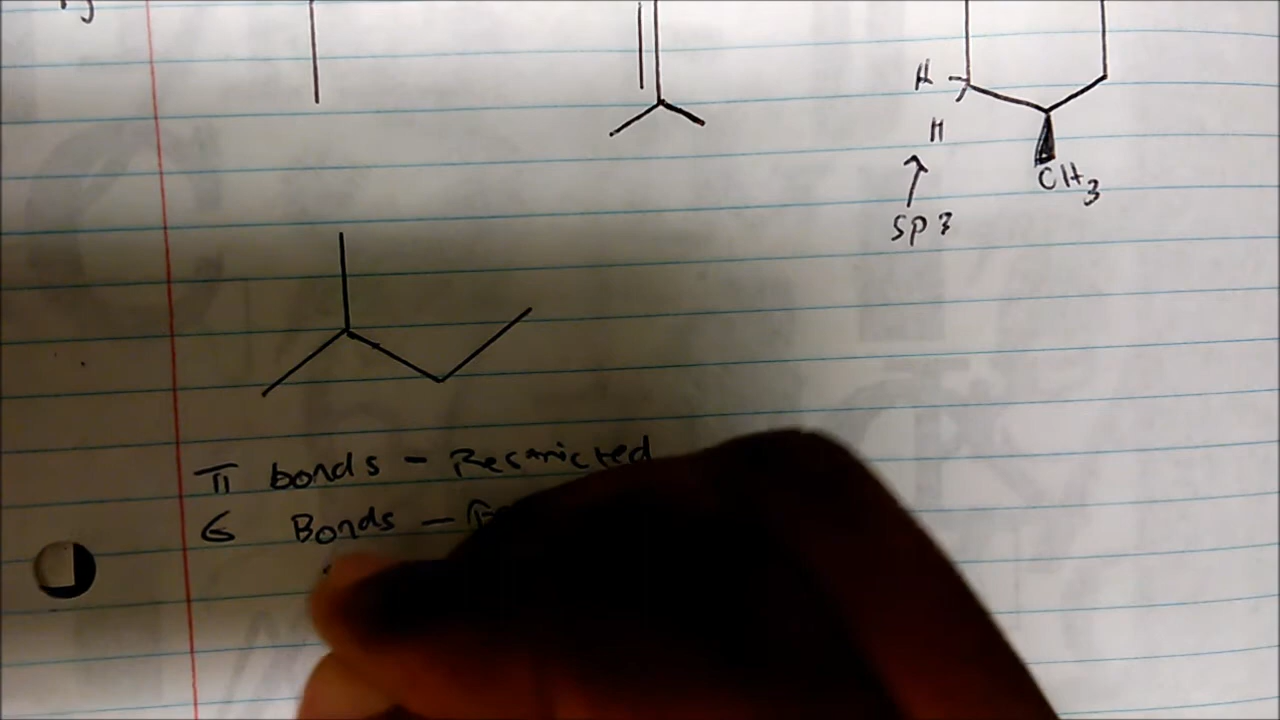 H
H
CH3
SP3
π bonds - Restricted
σ Bonds -